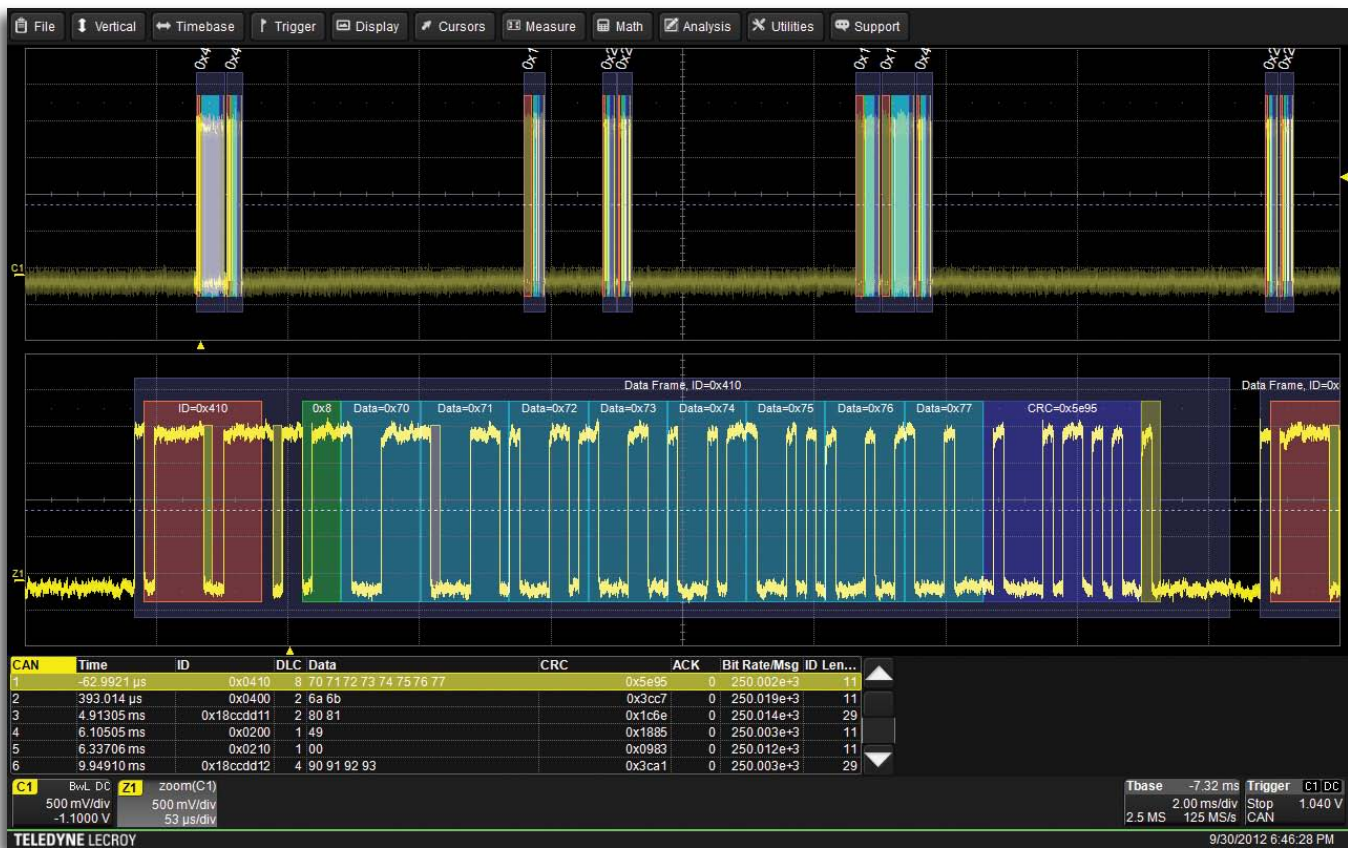 File Vertical Timebase Trigger Display Cursors Measure Math Analysis Utilities Support
0x4 0x4 0x1 0x2 0x2 0x1 0x1 0x4 0x2 0x2
C1
Data Frame, ID=0x410 Data Frame, ID=0x
ID=0x410 0x8 Data=0x70 Data=0x71 Data=0x72 Data=0x73 Data=0x74 Data=0x75 Data=0x76 Data=0x77 CRC=0x5e95
Z1
CAN Time ID DLC Data CRC ACK Bit Rate/Msg ID Len...
1 -62.9921 µs 0x0410 8 70 71 72 73 74 75 76 77 0x5e95 0 250.002e+3 11
2 393.014 µs 0x0400 2 6a 6b 0x3cc7 0 250.019e+3 11
3 4.91305 ms 0x18ccdd11 2 80 81 0x1c6e 0 250.014e+3 29
4 6.10505 ms 0x0200 1 49 0x1885 0 250.003e+3 11
5 6.33706 ms 0x0210 1 00 0x0983 0 250.012e+3 11
6 9.94910 ms 0x18ccdd12 4 90 91 92 93 0x3ca1 0 250.003e+3 29
C1 BwL DC Z1 zoom(C1) Tbase -7.32 ms Trigger C1 DC
500 mV/div 500 mV/div 2.00 ms/div Stop 1.040 V
-1.1000 V 53 µs/div 2.5 MS 125 MS/s CAN
TELEDYNE LECROY 9/30/2012 6:46:28 PM